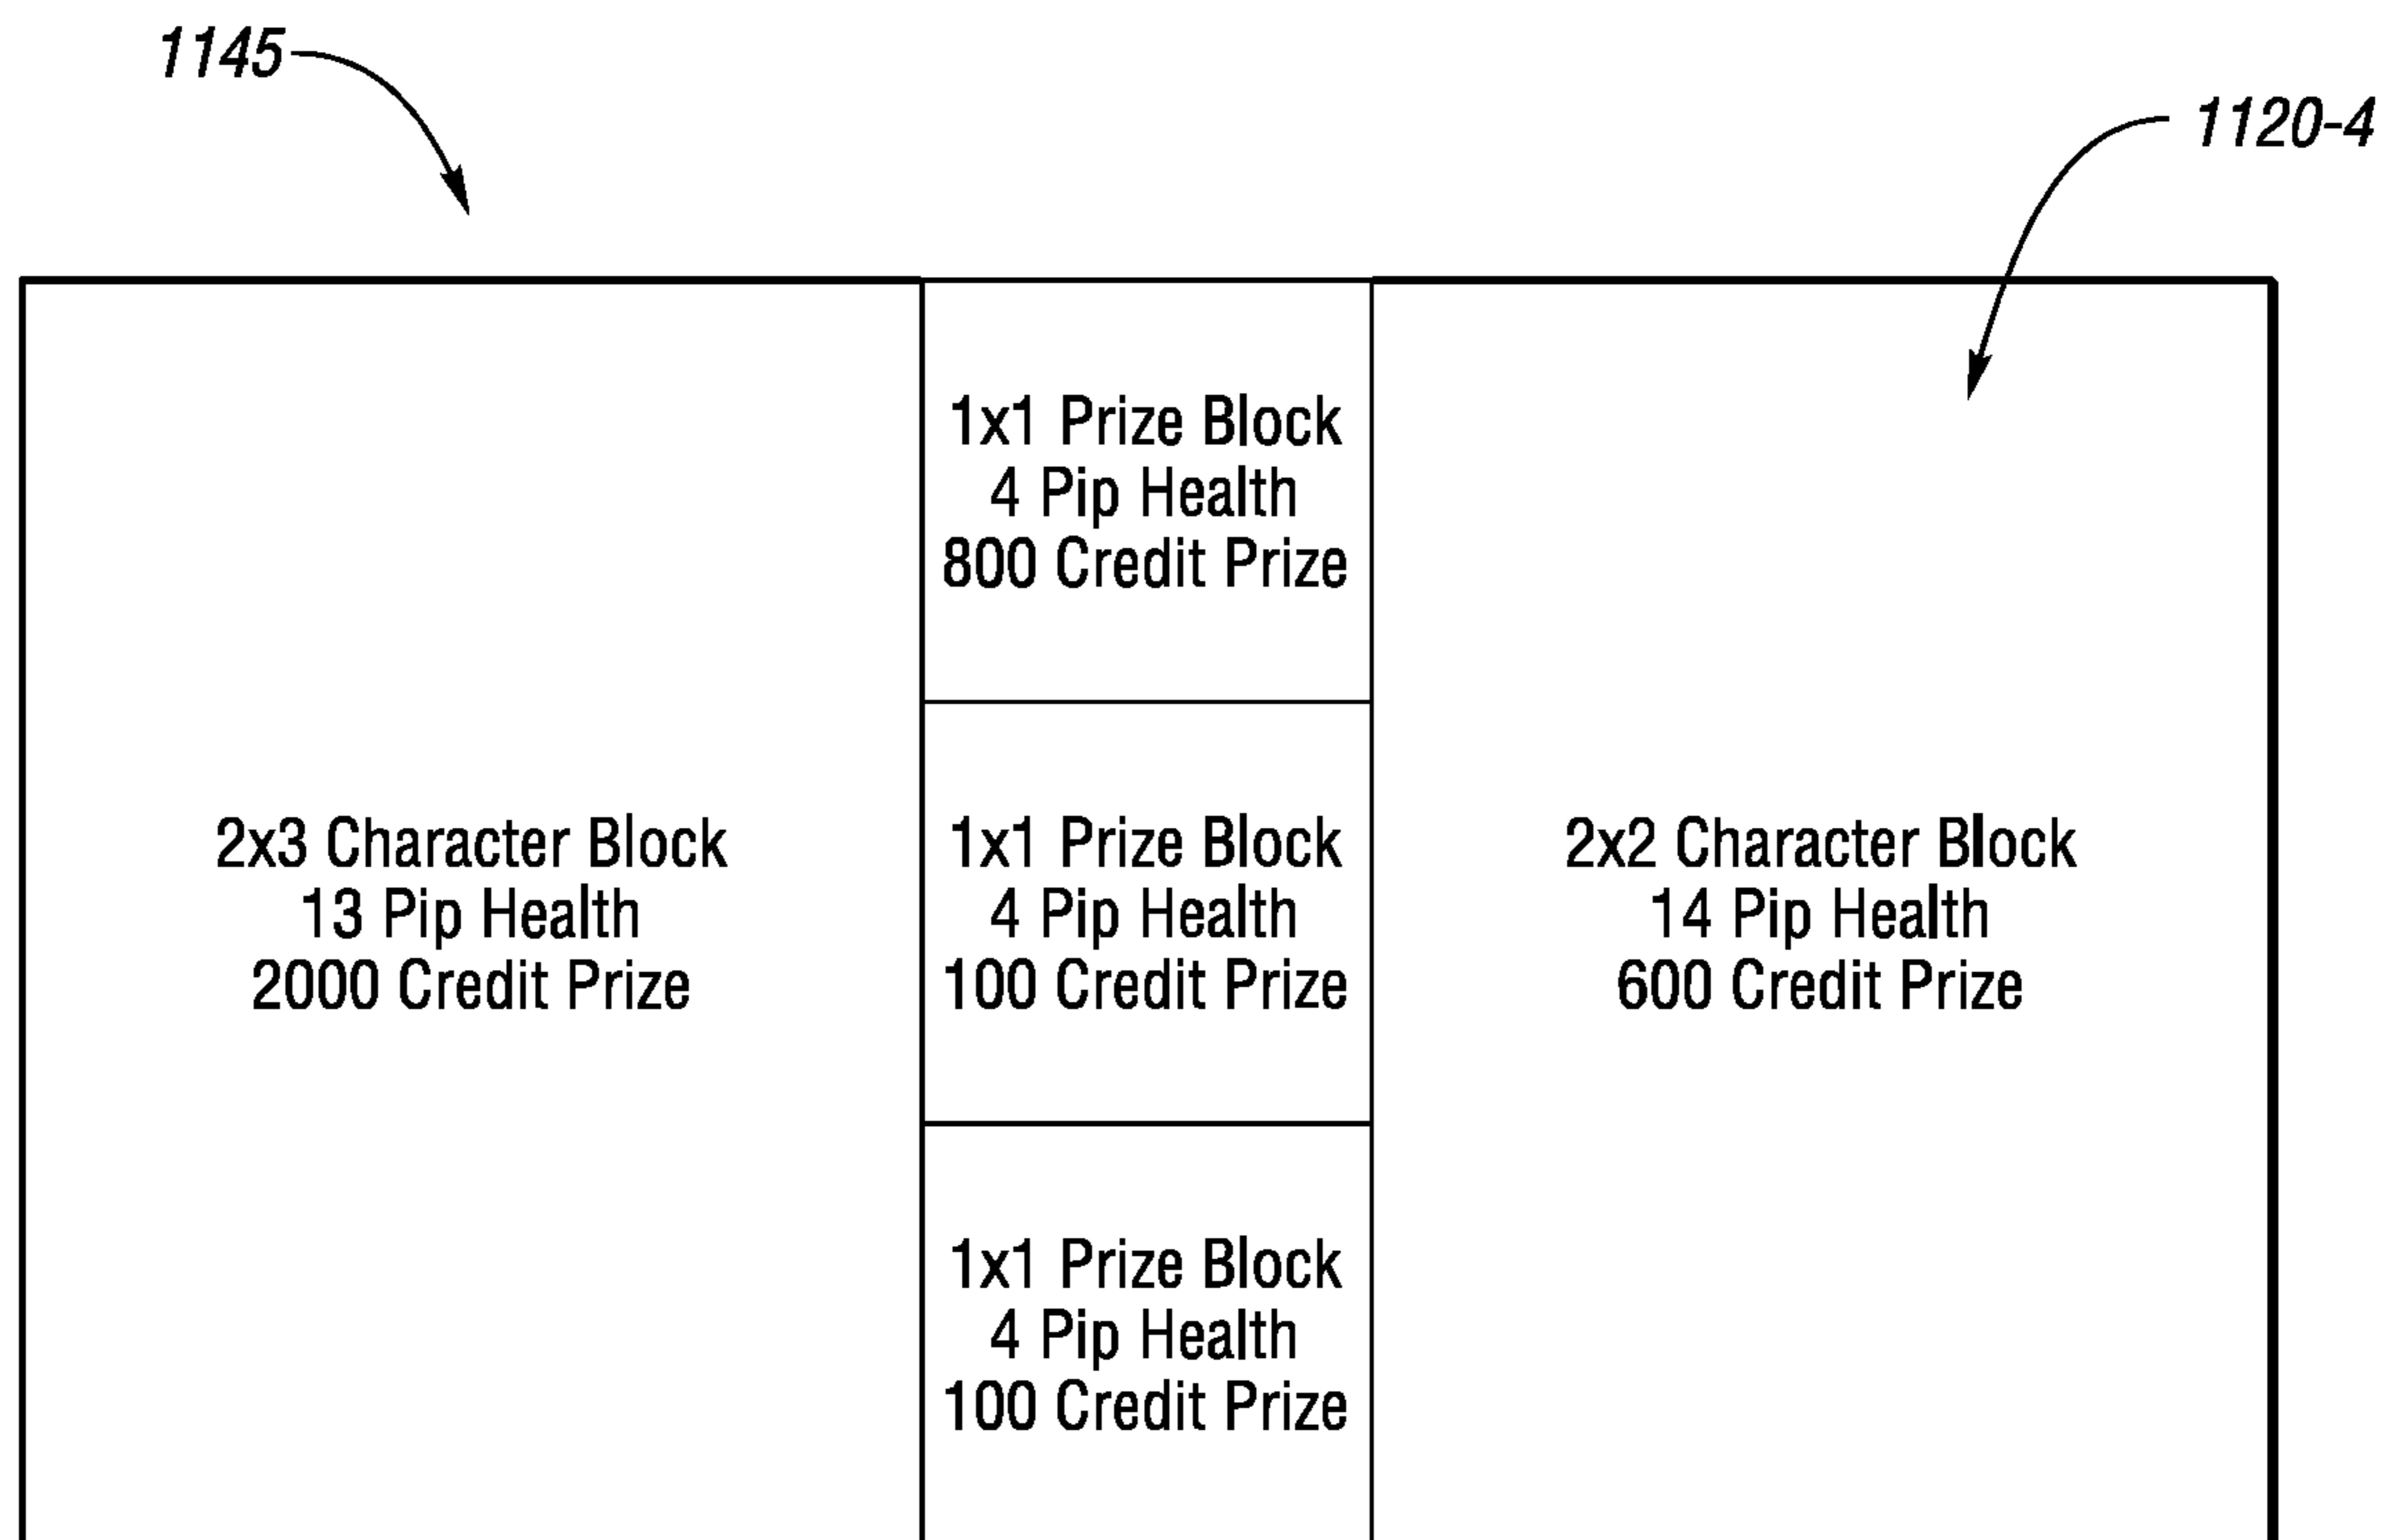 1145
1120-4
1x1 Prize Block
4 Pip Health
800 Credit Prize
2x3 Character Block
13 Pip Health
2000 Credit Prize
1x1 Prize Block
4 Pip Health
100 Credit Prize
2x2 Character Block
14 Pip Health
600 Credit Prize
1x1 Prize Block
4 Pip Health
100 Credit Prize